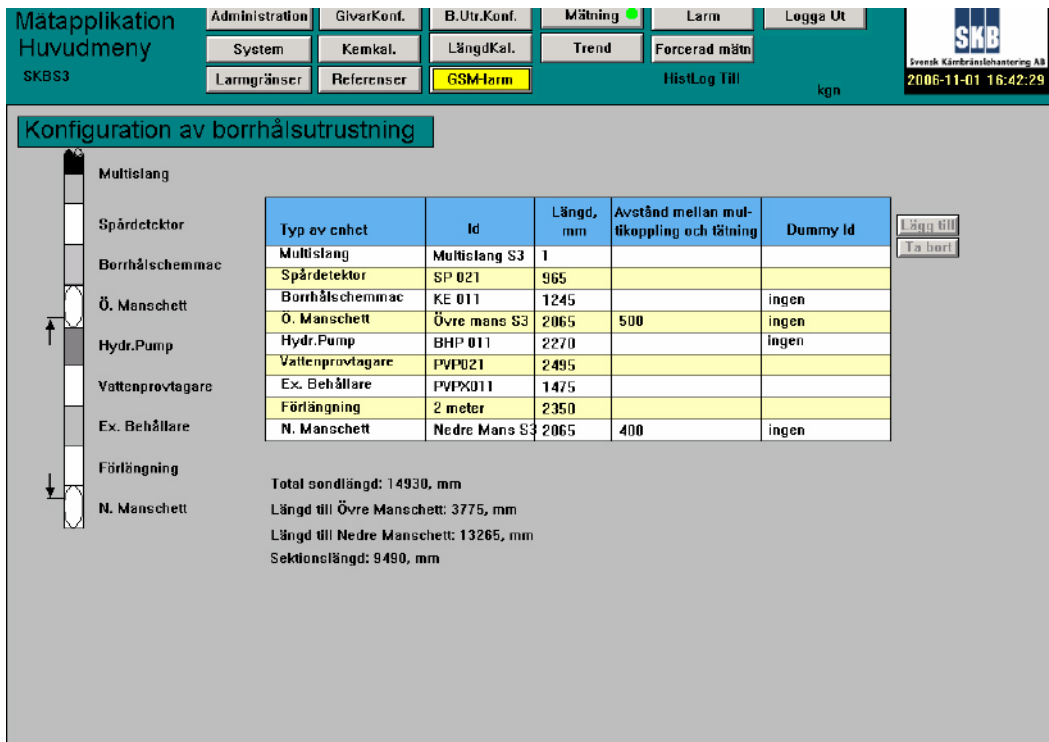 Mätapplikation
Huvudmeny
SKBS3
Administration GivarKonf. B.Utr.Konf. Mätning Larm Logga Ut
System Kemkal. LängdKal. Trend Forcerad mätn
Larmgränser Referenser GSM-larm HistLog Till
kgn
SKB
Svensk Kärnbränslehantering AB
2006-11-01 16:42:29
Konfiguration av borrhålsutrustning
Multislang
Spårdetektor
Borrhålschemmac
Ö. Manschett
Hydr.Pump
Vattenprovtagare
Ex. Behållare
Förlängning
N. Manschett
Typ av enhet Id Längd, mm Avstånd mellan mul-tikoppling och tätning Dummy Id
Multislang Multislang S3 1
Spårdetektor SP 021 965
Borrhålschemmac KE 011 1245 ingen
Ö. Manschett Övre mans S3 2065 500 ingen
Hydr.Pump BHP 011 2270 ingen
Vattenprovtagare PVP021 2495
Ex. Behållare PVPX011 1475
Förlängning 2 meter 2350
N. Manschett Nedre Mans S3 2065 400 ingen
Lägg till
Ta bort
Total sondlängd: 14930, mm
Längd till Övre Manschett: 3775, mm
Längd till Nedre Manschett: 13265, mm
Sektionslängd: 9490, mm